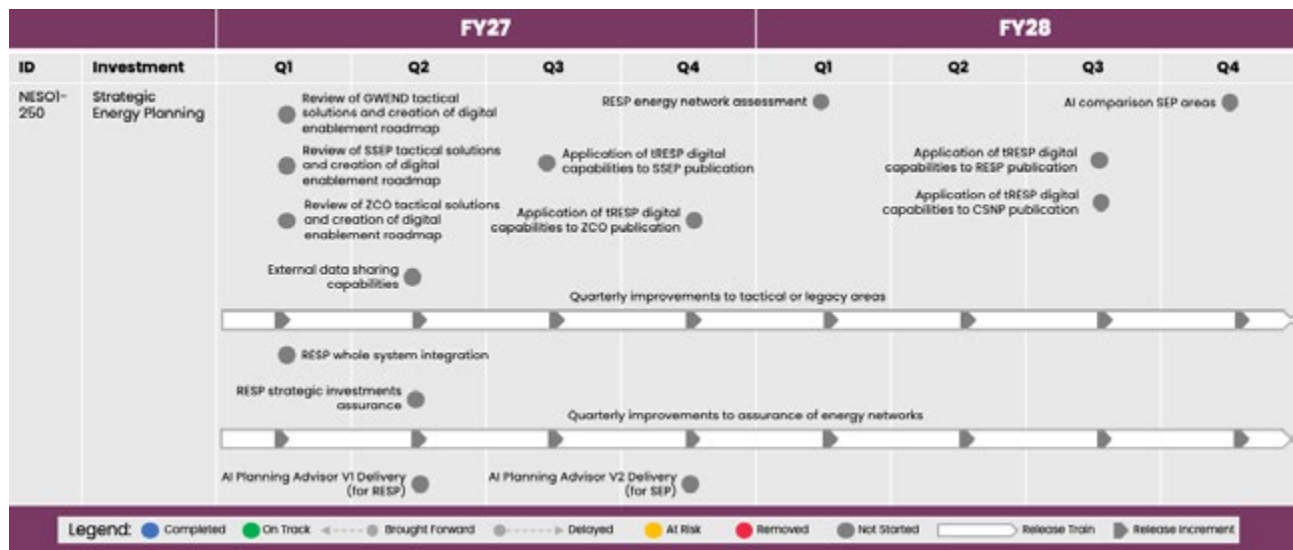 FY27
FY28
ID
Investment
Q1
Q2
Q3
Q4
Q1
Q2
Q3
Q4
NESO1-
250
Strategic
Energy Planning
Review of GWEND tactical
solutions and creation of digital
enablement roadmap
RESP energy network assessment
AI comparison SEP areas
Review of SSEP tactical solutions
and creation of digital
enablement roadmap
Application of tRESP digital
capabilities to SSEP publication
Application of tRESP digital
capabilities to RESP publication
Review of ZCO tactical solutions
and creation of digital
enablement roadmap
Application of tRESP digital
capabilities to ZCO publication
Application of tRESP digital
capabilities to CSNP publication
External data sharing
capabilities
Quarterly improvements to tactical or legacy areas
RESP whole system integration
RESP strategic investments
assurance
Quarterly improvements to assurance of energy networks
AI Planning Advisor V1 Delivery
(for RESP)
AI Planning Advisor V2 Delivery
(for SEP)
Legend:
Completed
On Track
Brought Forward
Delayed
At Risk
Removed
Not Started
Release Train
Release Increment